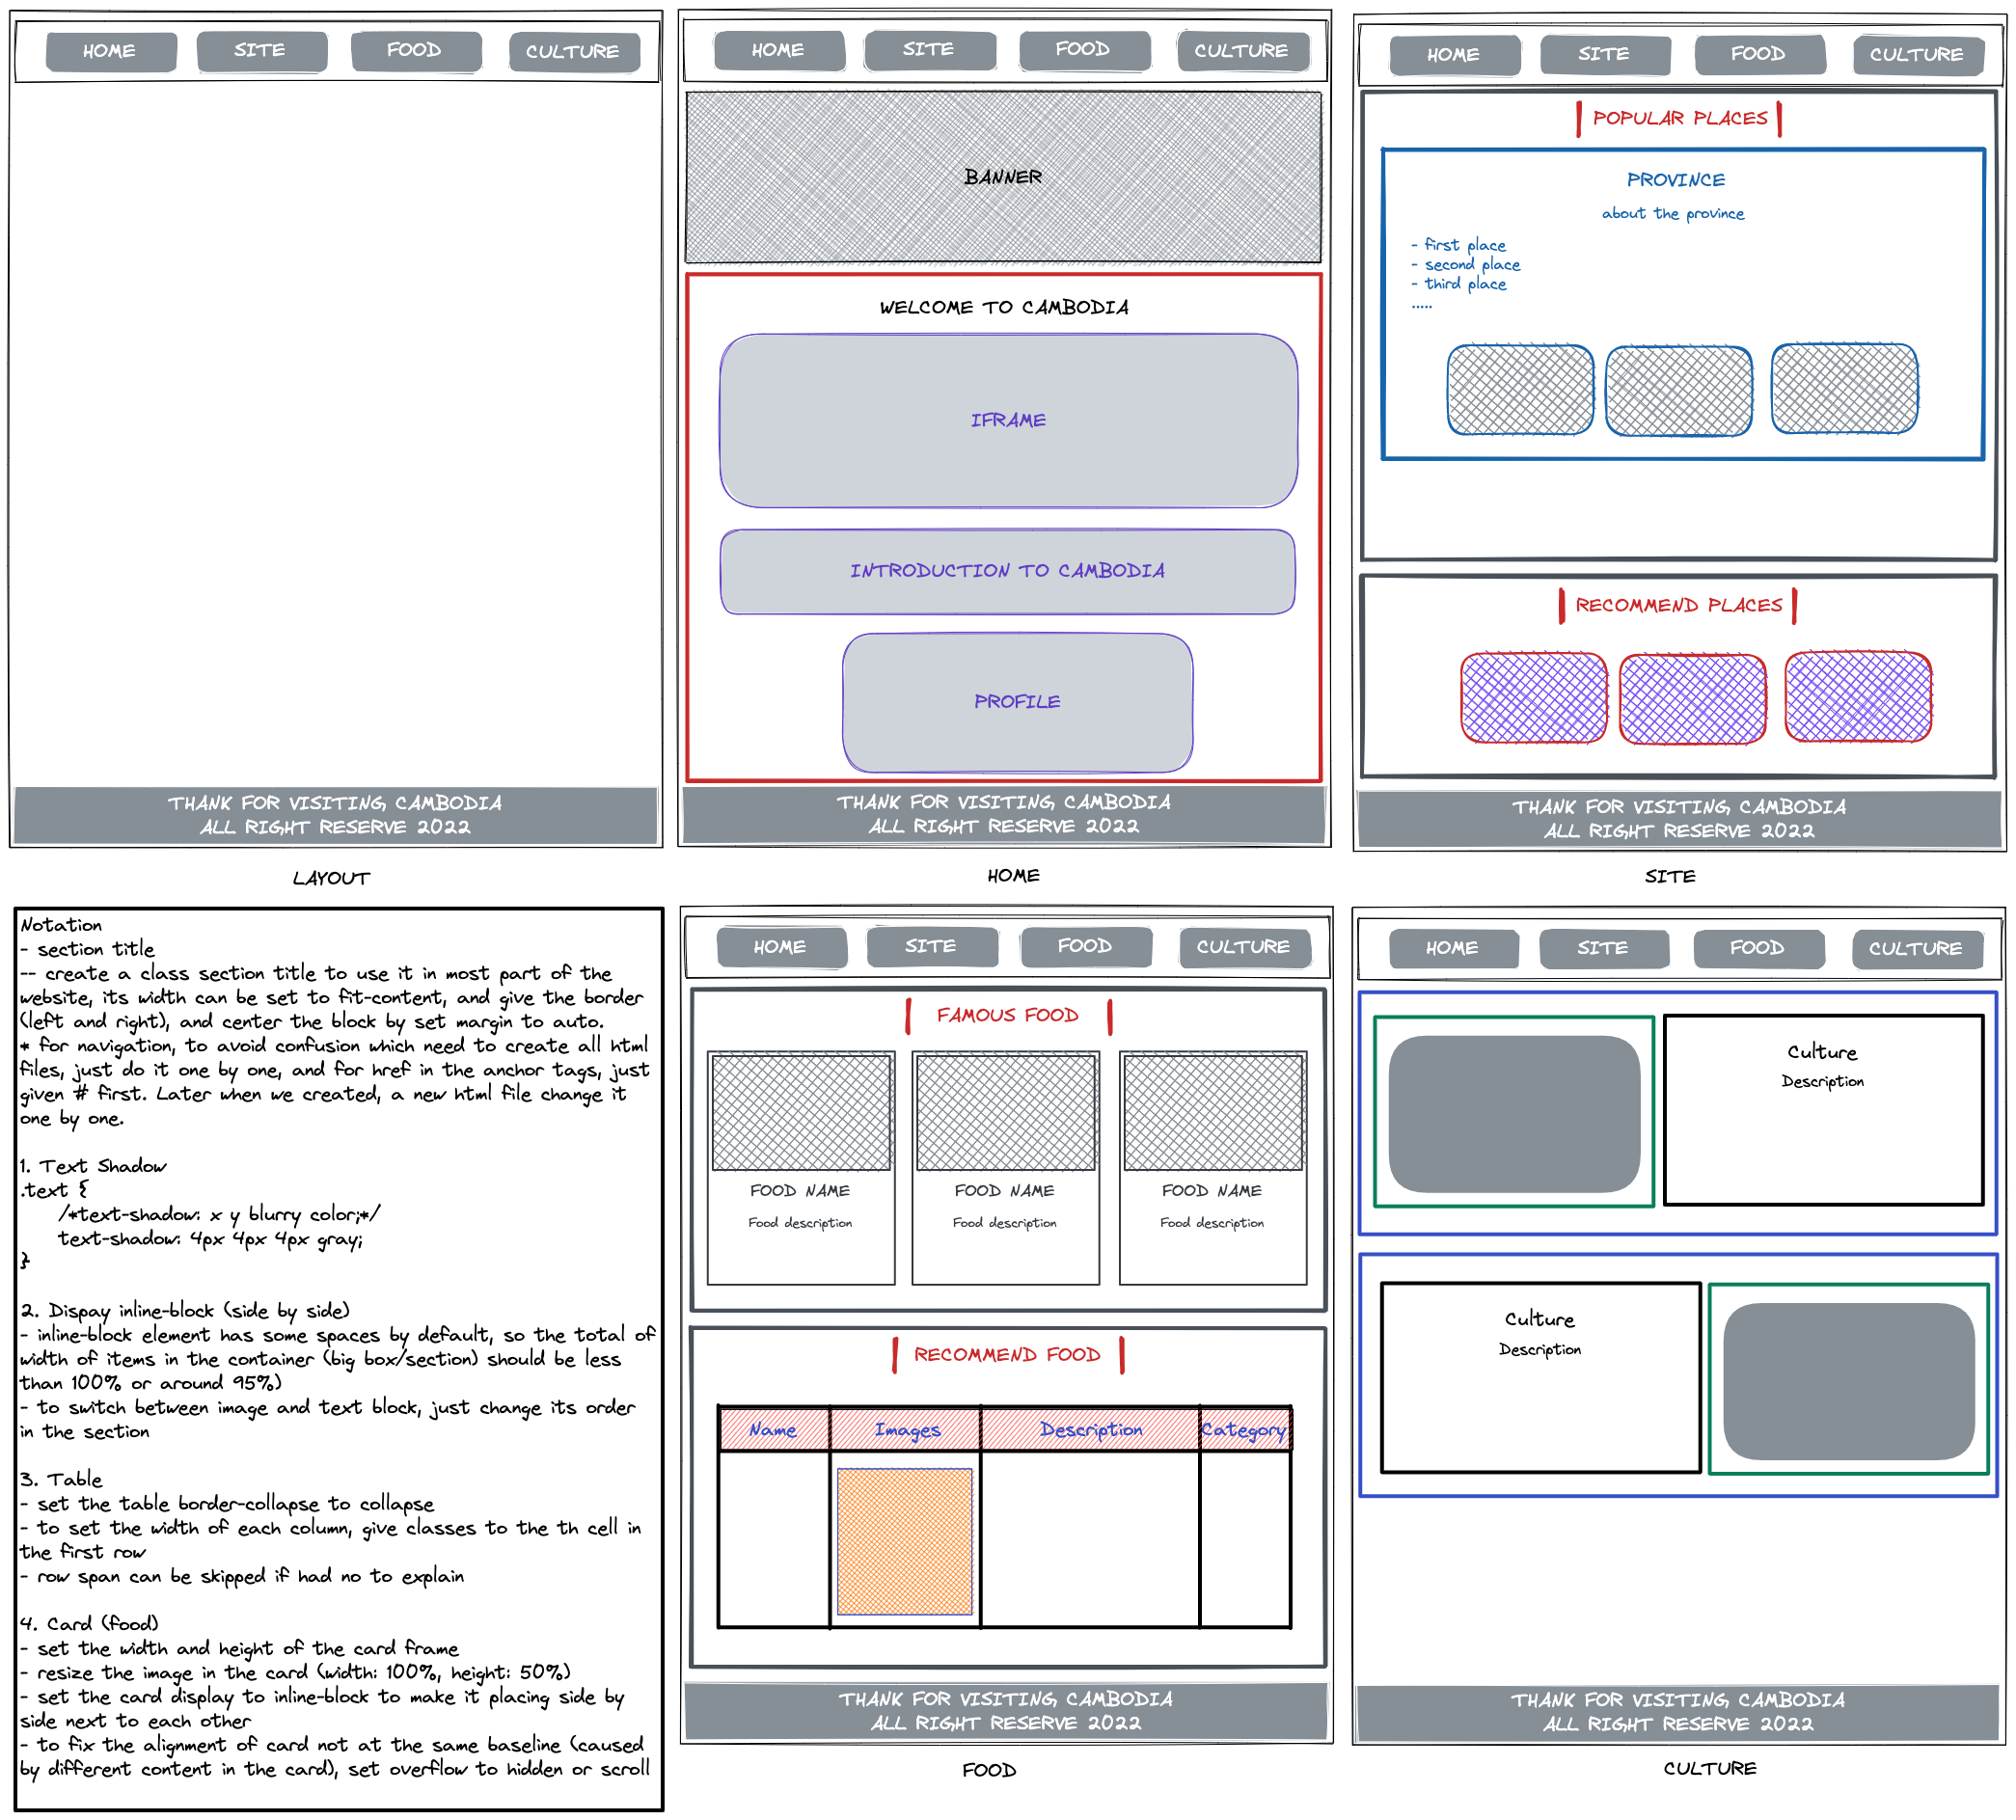 HOME SITE FOOD CULTURE
THANK FOR VISITING, CAMBODIA
ALL RIGHT RESERVE 2022
LAYOUT
HOME SITE FOOD CULTURE
BANNER
WELCOME TO CAMBODIA
IFRAME
INTRODUCTION TO CAMBODIA
PROFILE
THANK FOR VISITING, CAMBODIA
ALL RIGHT RESERVE 2022
HOME
HOME SITE FOOD CULTURE
POPULAR PLACES
PROVINCE
about the province
- first place
- second place
- third place
.....
RECOMMEND PLACES
THANK FOR VISITING, CAMBODIA
ALL RIGHT RESERVE 2022
SITE
Notation
- section title
-- create a class section title to use it in most part of the
website, its width can be set to fit-content, and give the border
(left and right), and center the block by set margin to auto.
* for navigation, to avoid confusion which need to create all html
files, just do it one by one, and for href in the anchor tags, just
given # first. Later when we created, a new html file change it
one by one.
1. Text Shadow
.text {
/*text-shadow: x y blurry color;*/
text-shadow: 4px 4px 4px gray;
}
2. Dispay inline-block (side by side)
- inline-block element has some spaces by default, so the total of
width of items in the container (big box/section) should be less
than 100% or around 95%)
- to switch between image and text block, just change its order
in the section
3. Table
- set the table border-collapse to collapse
- to set the width of each column, give classes to the th cell in
the first row
- row span can be skipped if had no to explain
4. Card (food)
- set the width and height of the card frame
- resize the image in the card (width: 100%, height: 50%)
- set the card display to inline-block to make it placing side by
side next to each other
- to fix the alignment of card not at the same baseline (caused
by different content in the card), set overflow to hidden or scroll
HOME SITE FOOD CULTURE
FAMOUS FOOD
FOOD NAME FOOD NAME FOOD NAME
Food description Food description Food description
RECOMMEND FOOD
Name Images Description Category
THANK FOR VISITING, CAMBODIA
ALL RIGHT RESERVE 2022
FOOD
HOME SITE FOOD CULTURE
Culture
Description
Culture
Description
THANK FOR VISITING, CAMBODIA
ALL RIGHT RESERVE 2022
CULTURE